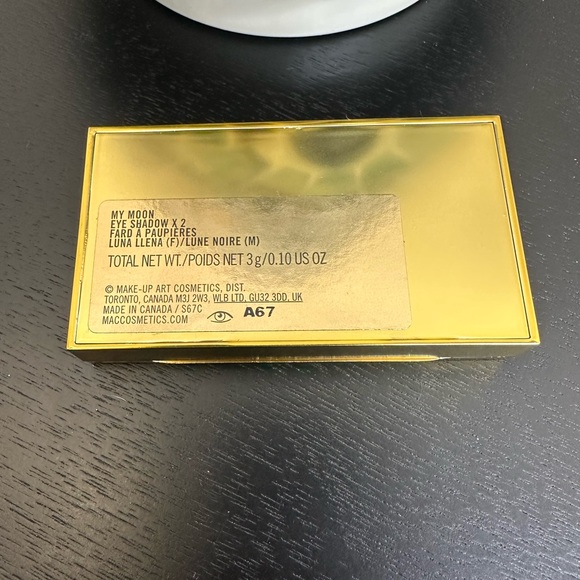 MY MOON
EYE SHADOW X 2
FARD À PAUPIÈRES
LUNA LLENA (F)/LUNE NOIRE (M)
TOTAL NET WT./POIDS NET 3 g/0.10 US OZ
© MAKE-UP ART COSMETICS, DIST.
TORONTO, CANADA M3J 2W3, WLB LTD, GU32 3DD, UK
MADE IN CANADA / S67C
MACCOSMETICS.COM A67